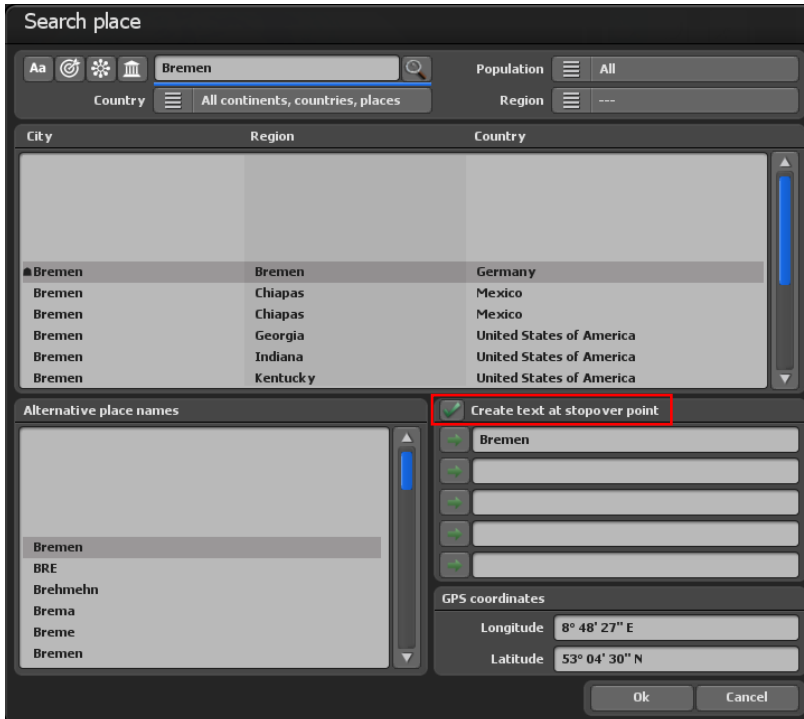 Search place
Aa Bremen Population All
Country All continents, countries, places Region ---
City Region Country
Bremen Bremen Germany
Bremen Chiapas Mexico
Bremen Chiapas Mexico
Bremen Georgia United States of America
Bremen Indiana United States of America
Bremen Kentucky United States of America
Alternative place names
Bremen
BRE
Brehmehn
Brema
Breme
Bremen
Create text at stopover point
Bremen
GPS coordinates
Longitude 8° 48' 27" E
Latitude 53° 04' 30" N
Ok Cancel